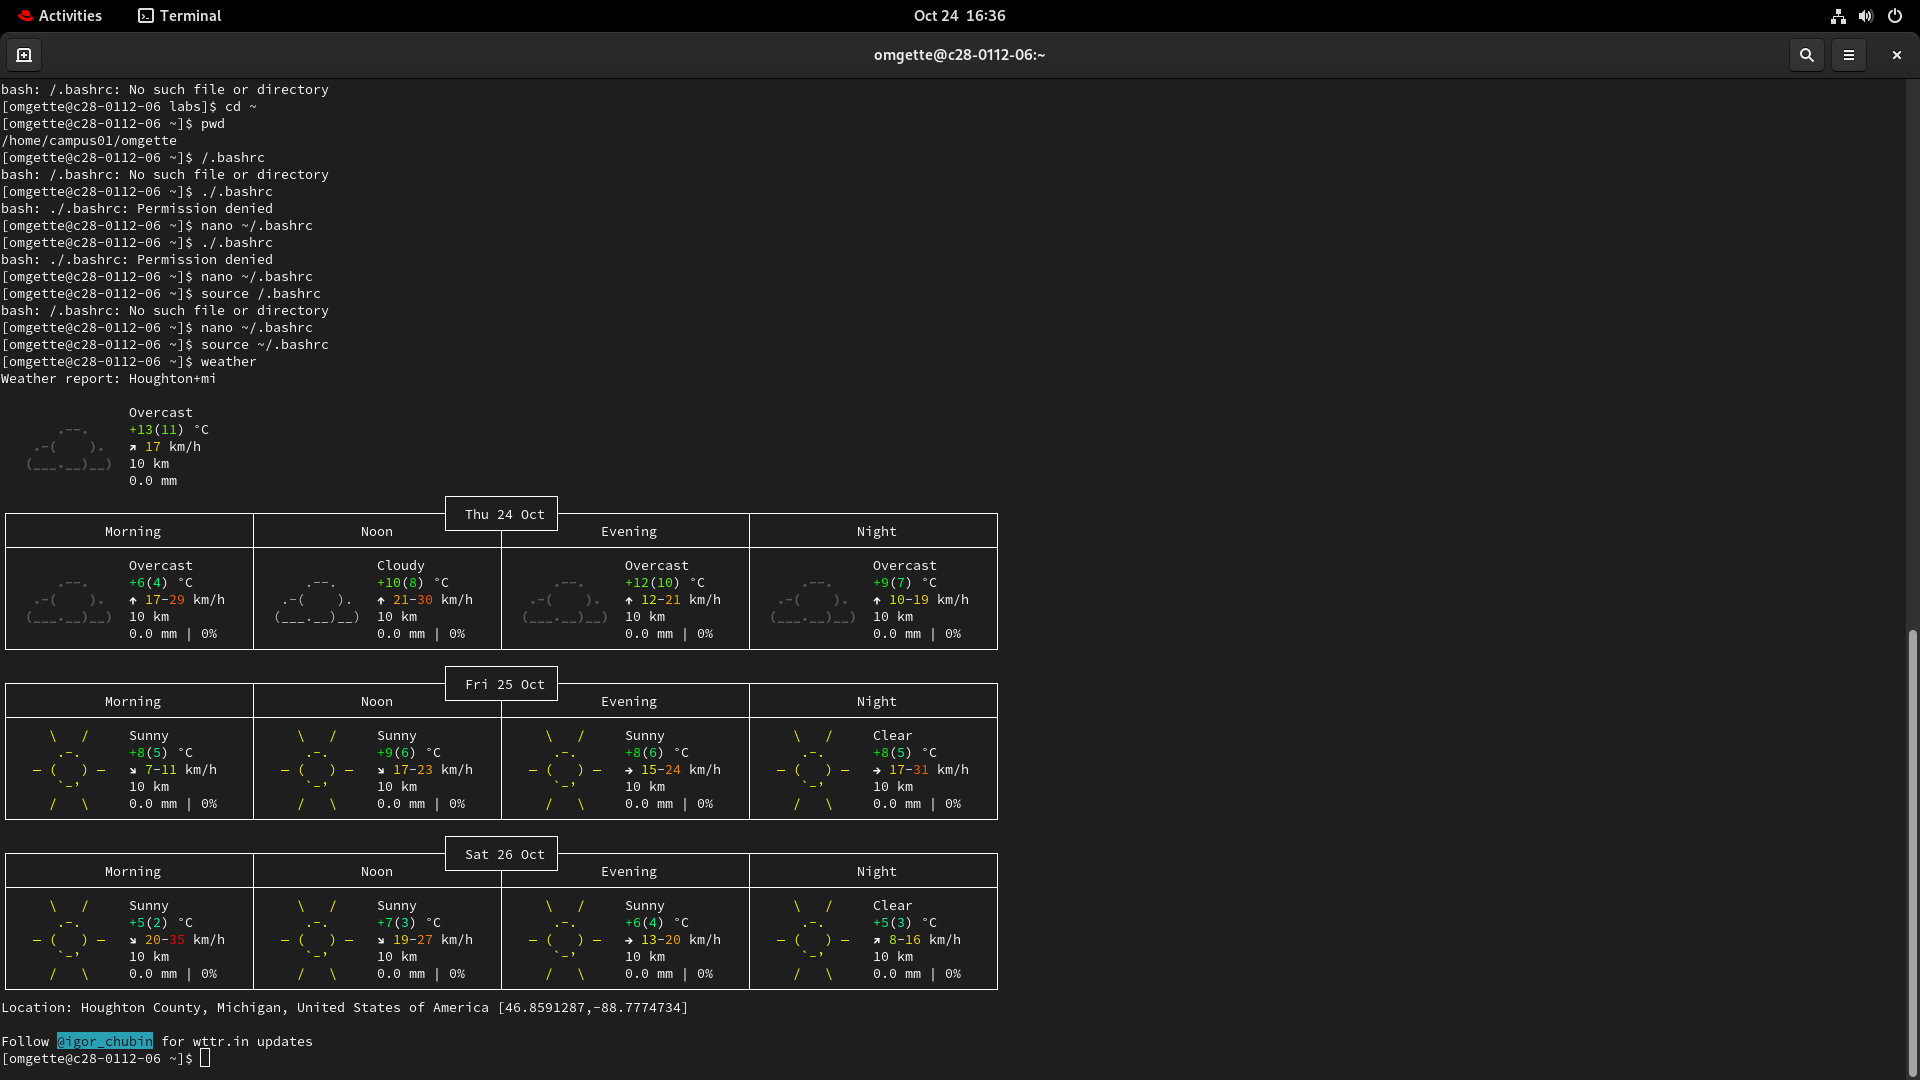 Activities Terminal Oct 24 16:36
omgette@c28-0112-06:~
bash: /.bashrc: No such file or directory
[omgette@c28-0112-06 labs]$ cd ~
[omgette@c28-0112-06 ~]$ pwd
/home/campus01/omgette
[omgette@c28-0112-06 ~]$ /.bashrc
bash: /.bashrc: No such file or directory
[omgette@c28-0112-06 ~]$ ./.bashrc
bash: ./.bashrc: Permission denied
[omgette@c28-0112-06 ~]$ nano ~/.bashrc
[omgette@c28-0112-06 ~]$ ./.bashrc
bash: ./.bashrc: Permission denied
[omgette@c28-0112-06 ~]$ nano ~/.bashrc
[omgette@c28-0112-06 ~]$ source /.bashrc
bash: /.bashrc: No such file or directory
[omgette@c28-0112-06 ~]$ nano ~/.bashrc
[omgette@c28-0112-06 ~]$ source ~/.bashrc
[omgette@c28-0112-06 ~]$ weather
Weather report: Houghton+mi
Overcast
+13(11) °C
↗ 17 km/h
10 km
0.0 mm
Thu 24 Oct
Morning Noon Evening Night
Overcast Cloudy Overcast Overcast
+6(4) °C +10(8) °C +12(10) °C +9(7) °C
↑ 17-29 km/h ↑ 21-30 km/h ↑ 12-21 km/h ↑ 10-19 km/h
10 km 10 km 10 km 10 km
0.0 mm | 0% 0.0 mm | 0% 0.0 mm | 0% 0.0 mm | 0%
Fri 25 Oct
Morning Noon Evening Night
Sunny Sunny Sunny Clear
+8(5) °C +9(6) °C +8(6) °C +8(5) °C
↘ 7-11 km/h ↘ 17-23 km/h → 15-24 km/h → 17-31 km/h
10 km 10 km 10 km 10 km
0.0 mm | 0% 0.0 mm | 0% 0.0 mm | 0% 0.0 mm | 0%
Sat 26 Oct
Morning Noon Evening Night
Sunny Sunny Sunny Clear
+5(2) °C +7(3) °C +6(4) °C +5(3) °C
↘ 20-35 km/h ↘ 19-27 km/h → 13-20 km/h ↗ 8-16 km/h
10 km 10 km 10 km 10 km
0.0 mm | 0% 0.0 mm | 0% 0.0 mm | 0% 0.0 mm | 0%
Location: Houghton County, Michigan, United States of America [46.8591287,-88.7774734]
Follow @igor_chubin for wttr.in updates
[omgette@c28-0112-06 ~]$